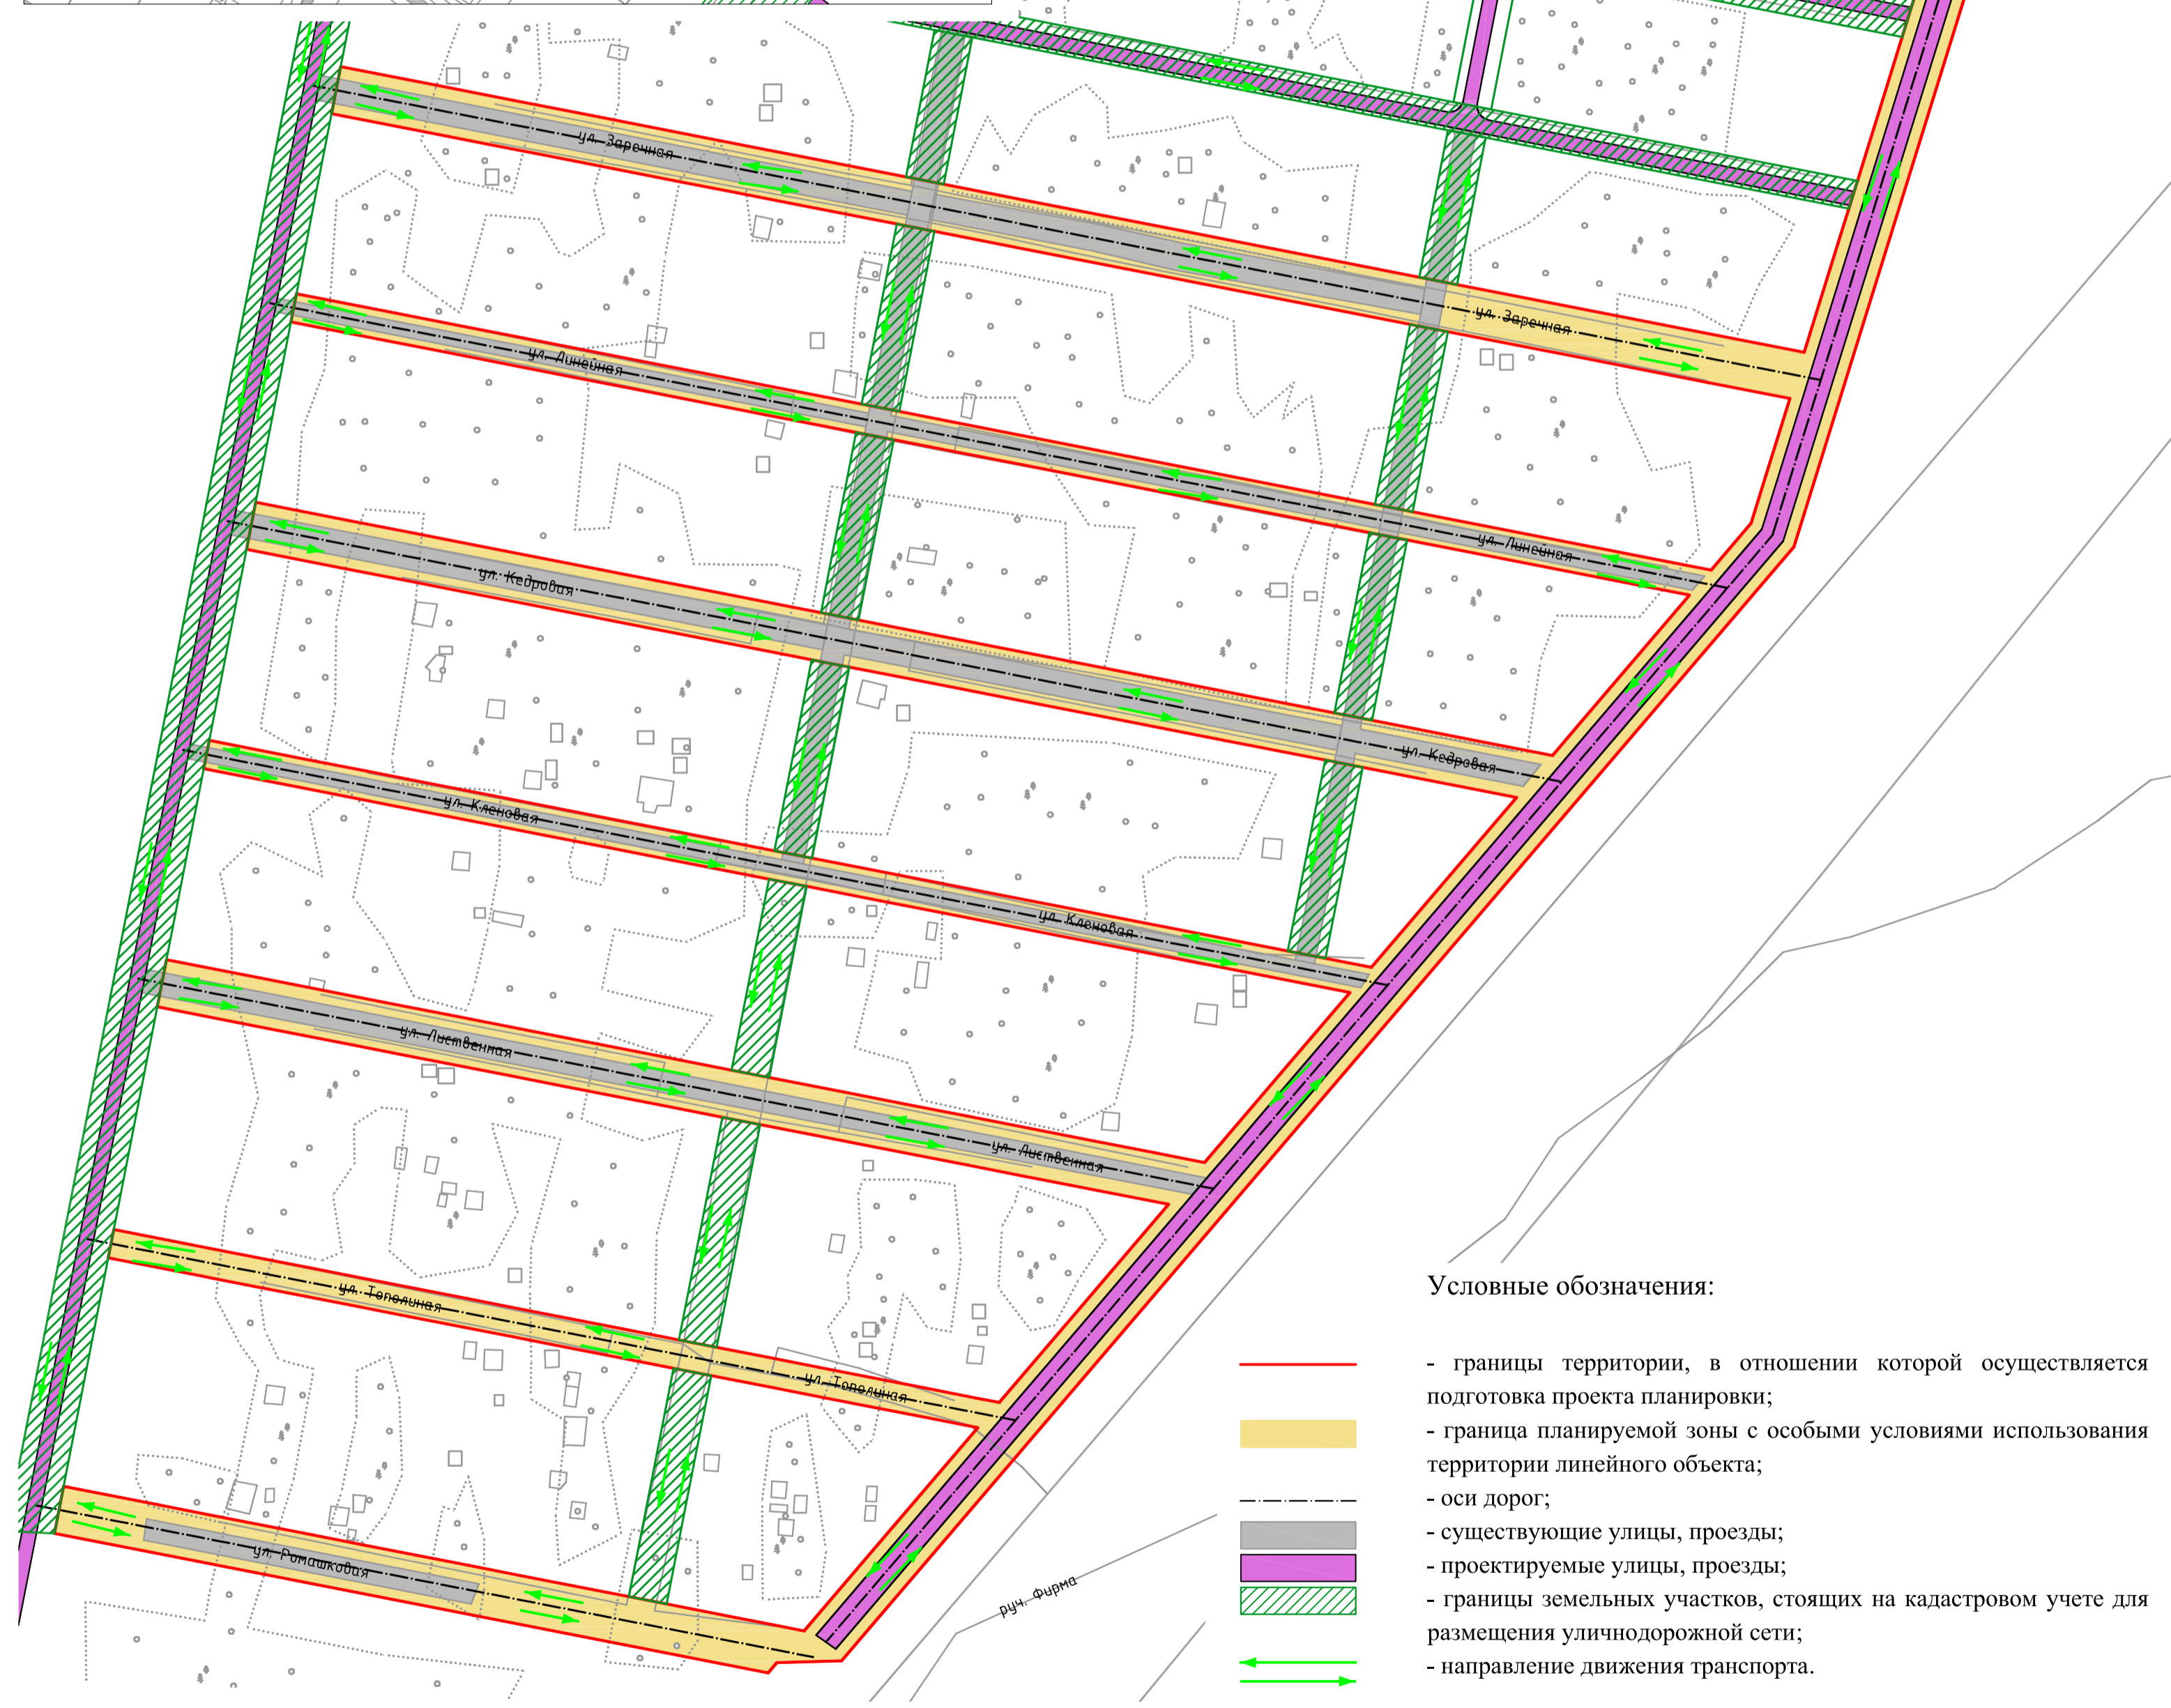 ул. Заречная
ул. Заречная
ул. Линейная
ул. Линейная
ул. Кедровая
ул. Кедровая
ул. Кленовая
ул. Кленовая
ул. Лиственная
ул. Лиственная
ул. Тополиная
ул. Тополиная
ул. Ромашковая
руч. Фирма
Условные обозначения:
- границы территории, в отношении которой осуществляется
подготовка проекта планировки;
- граница планируемой зоны с особыми условиями использования
территории линейного объекта;
- оси дорог;
- существующие улицы, проезды;
- проектируемые улицы, проезды;
- границы земельных участков, стоящих на кадастровом учете для
размещения уличнодорожной сети;
- направление движения транспорта.